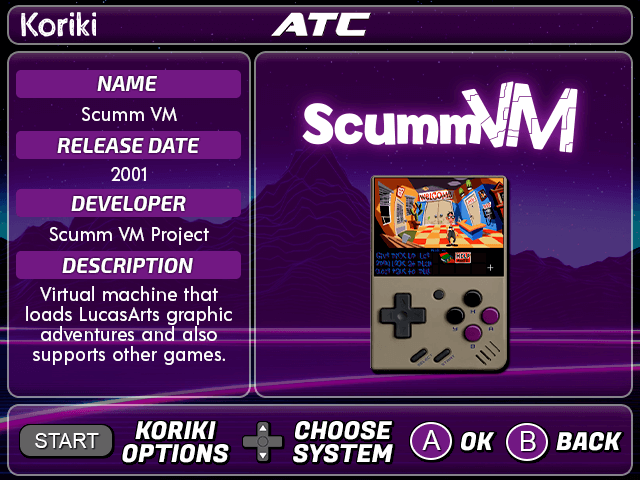 Koriki
ATC
NAME
Scumm VM
RELEASE DATE
2001
DEVELOPER
Scumm VM Project
DESCRIPTION
Virtual machine that
loads LucasArts graphic
adventures and also
supports other games.
ScummVM
WELCOME
START
KORIKI
OPTIONS
CHOOSE
SYSTEM
A
OK
B
BACK